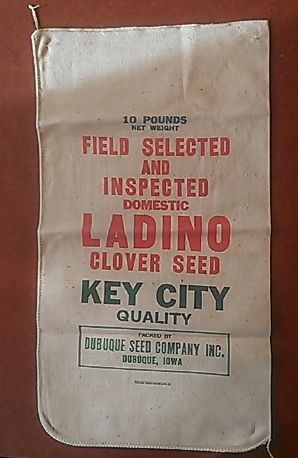 10 POUNDS
NET WEIGHT
FIELD SELECTED
AND
INSPECTED
DOMESTIC
LADINO
CLOVER SEED
KEY CITY
QUALITY
PACKED BY
DUBUQUE SEED COMPANY INC.
DUBUQUE, IOWA